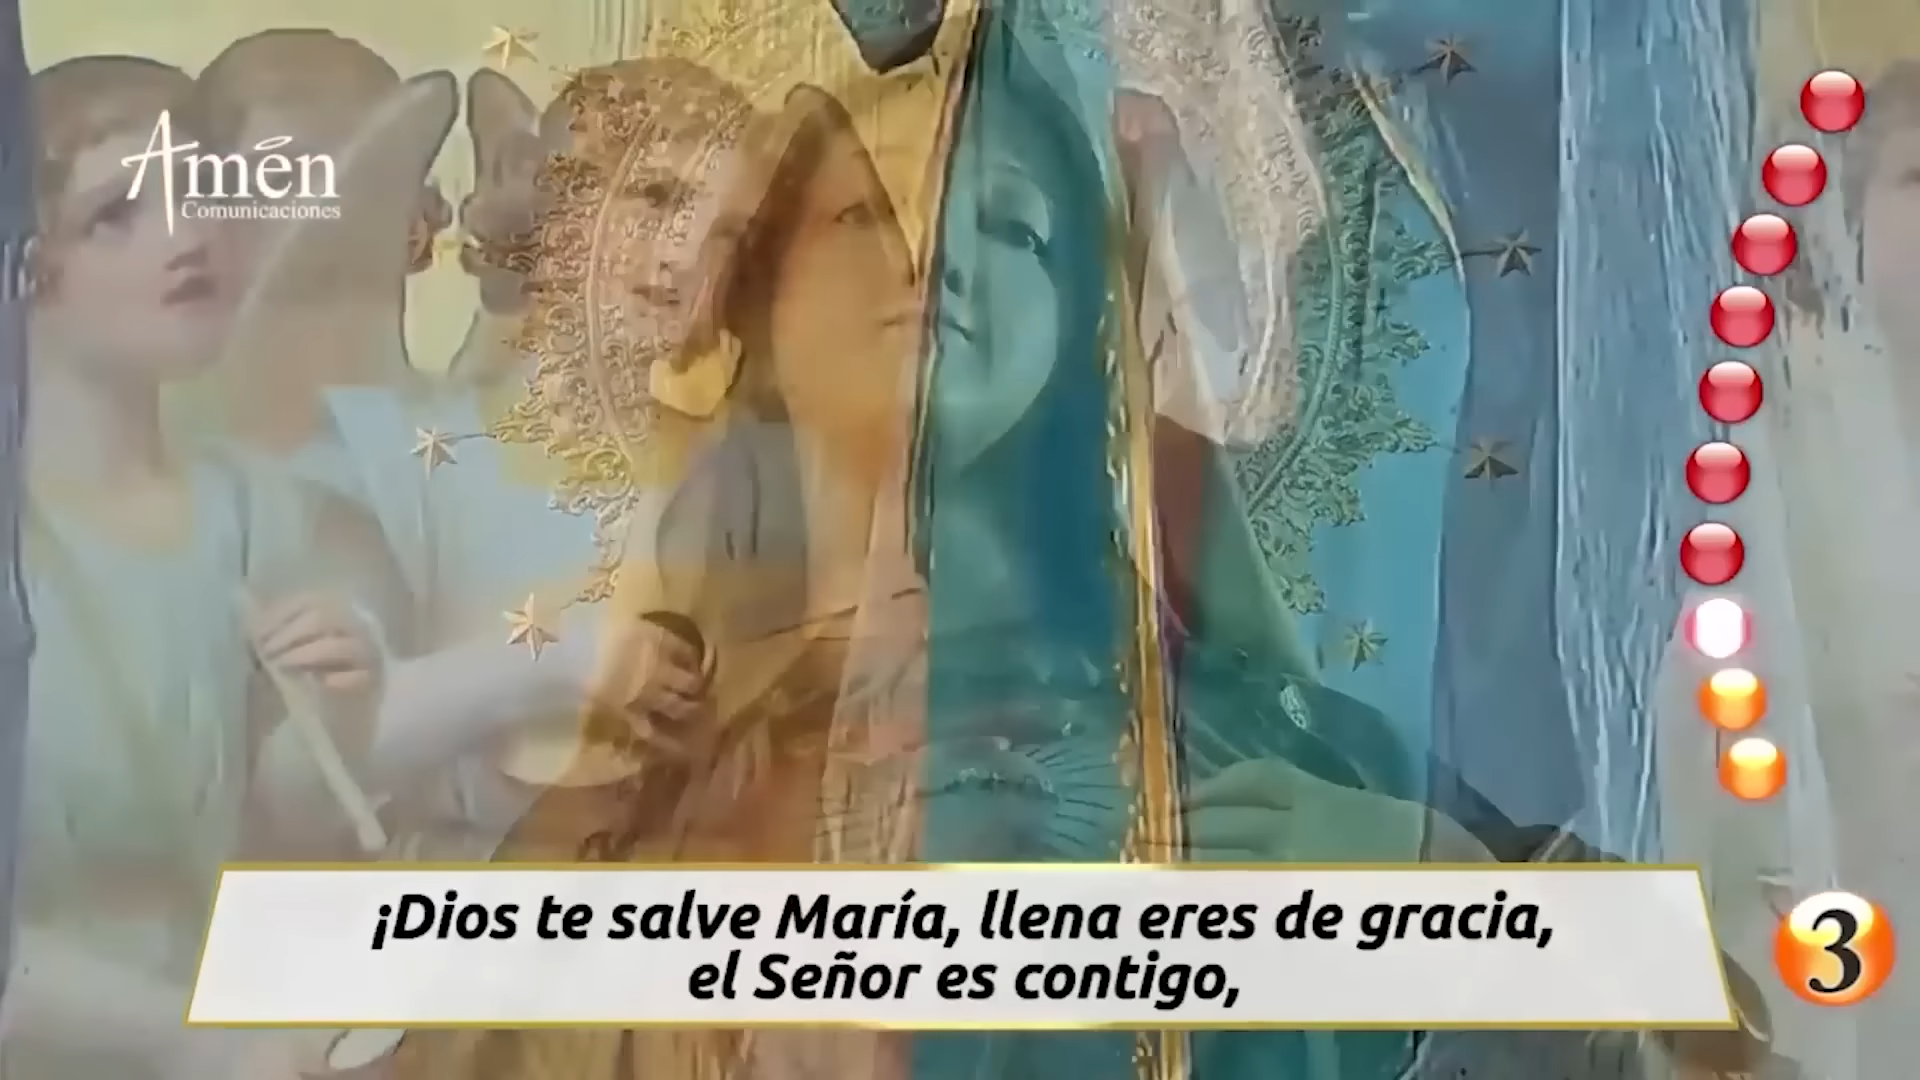 Amén
Comunicaciones
¡Dios te salve María, llena eres de gracia,
el Señor es contigo,
3